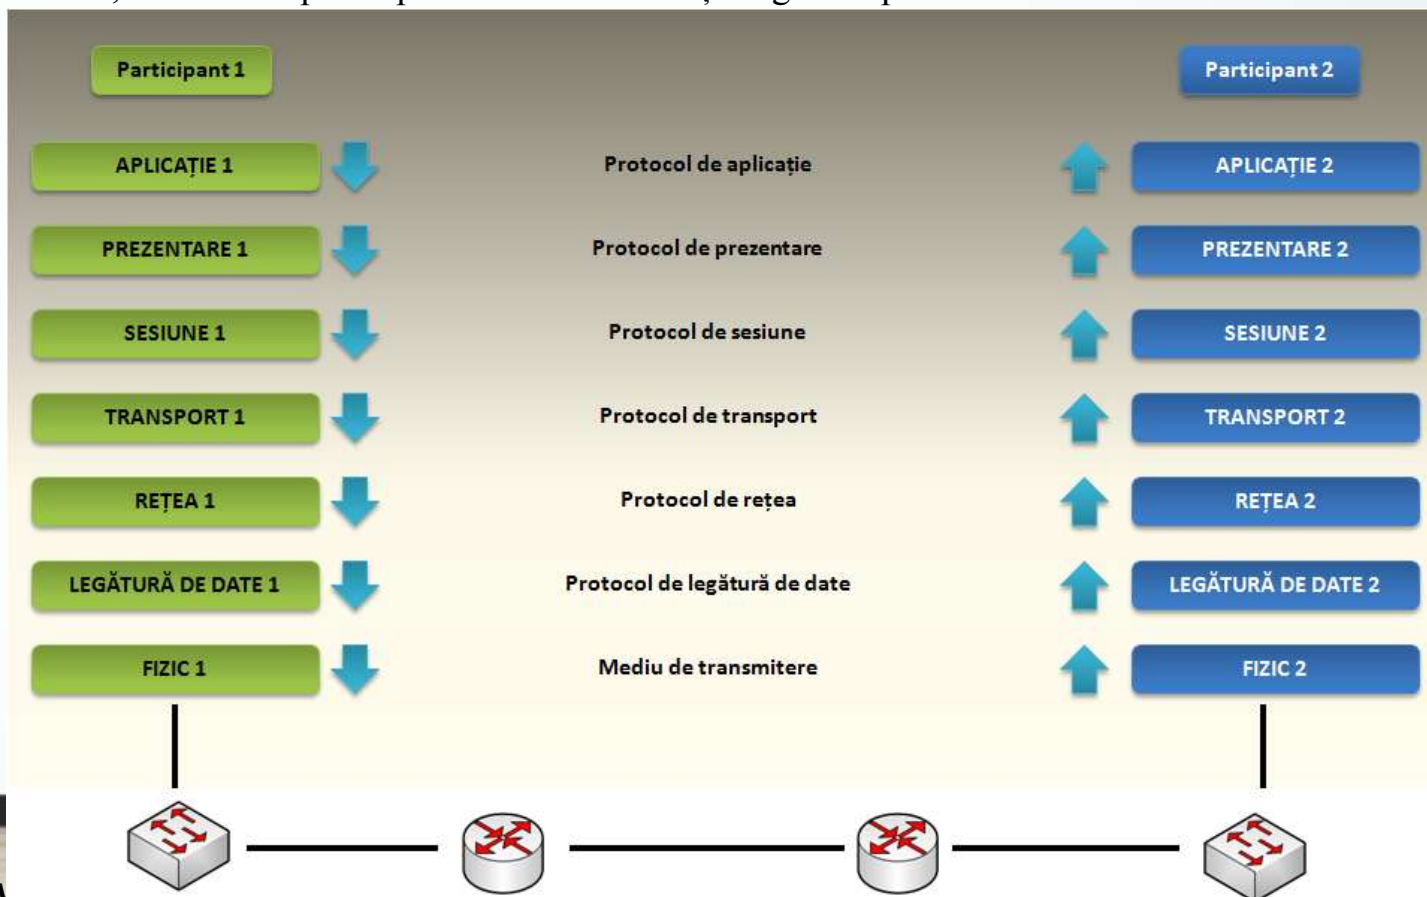 Participant 1
Participant 2
APLICAȚIE 1
Protocol de aplicație
APLICAȚIE 2
PREZENTARE 1
Protocol de prezentare
PREZENTARE 2
SESIUNE 1
Protocol de sesiune
SESIUNE 2
TRANSPORT 1
Protocol de transport
TRANSPORT 2
REȚEA 1
Protocol de rețea
REȚEA 2
LEGĂTURĂ DE DATE 1
Protocol de legătură de date
LEGĂTURĂ DE DATE 2
FIZIC 1
Mediu de transmitere
FIZIC 2